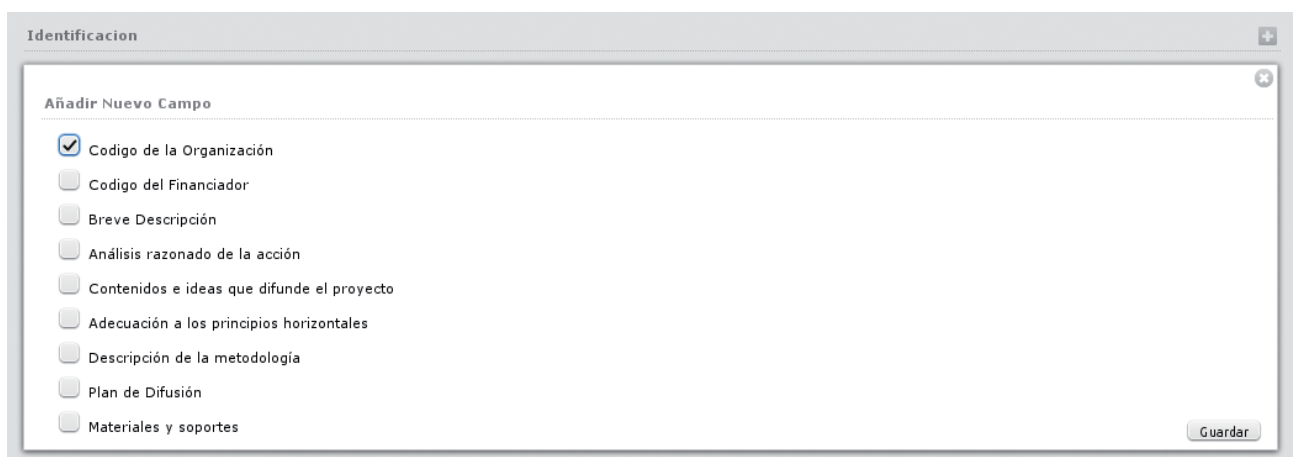 Identificacion
Añadir Nuevo Campo
Codigo de la Organización
Codigo del Financiador
Breve Descripción
Análisis razonado de la acción
Contenidos e ideas que difunde el proyecto
Adecuación a los principios horizontales
Descripción de la metodología
Plan de Difusión
Materiales y soportes
Guardar